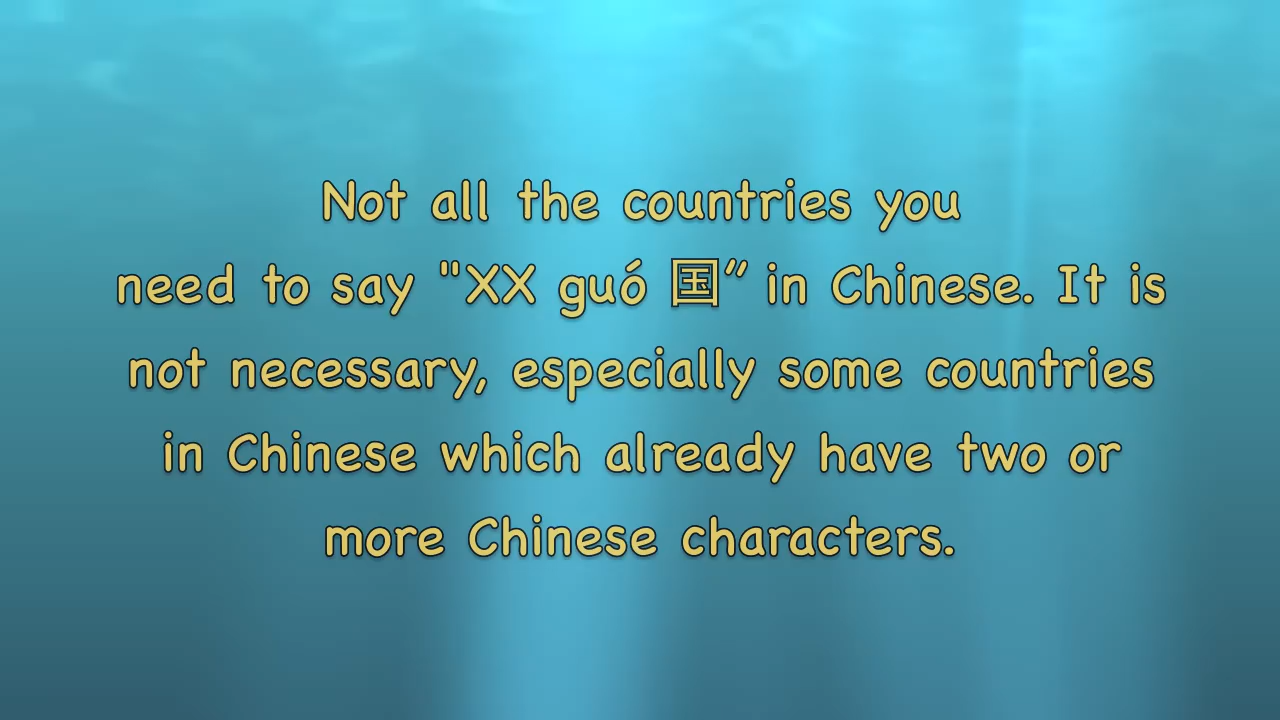 Not all the countries you
need to say "XX guó 国” in Chinese. It is
not necessary, especially some countries
in Chinese which already have two or
more Chinese characters.